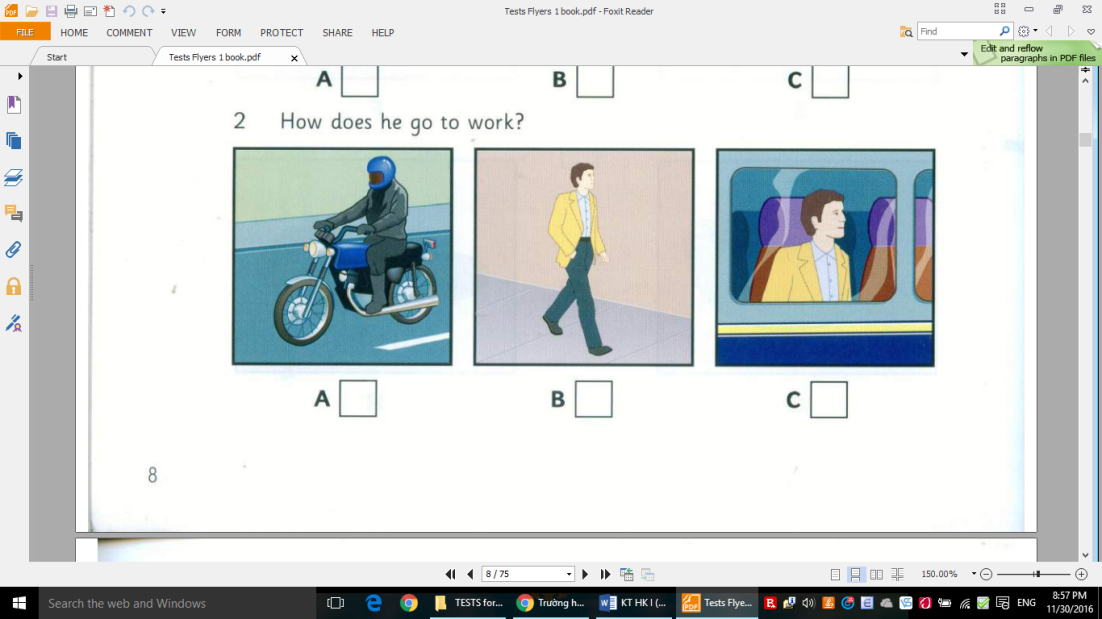 Tests Flyers 1 book.pdf - Foxit Reader
FILE HOME COMMENT VIEW FORM PROTECT SHARE HELP
Find
Edit and reflow
paragraphs in PDF files
Start
Tests Flyers 1 book.pdf
A B C
2 How does he go to work?
A B C
8
8 / 75
150.00%
Search the web and Windows
TESTS for...
Trường h...
KT HK I (...
Tests Flye...
ENG
8:57 PM
11/30/2016